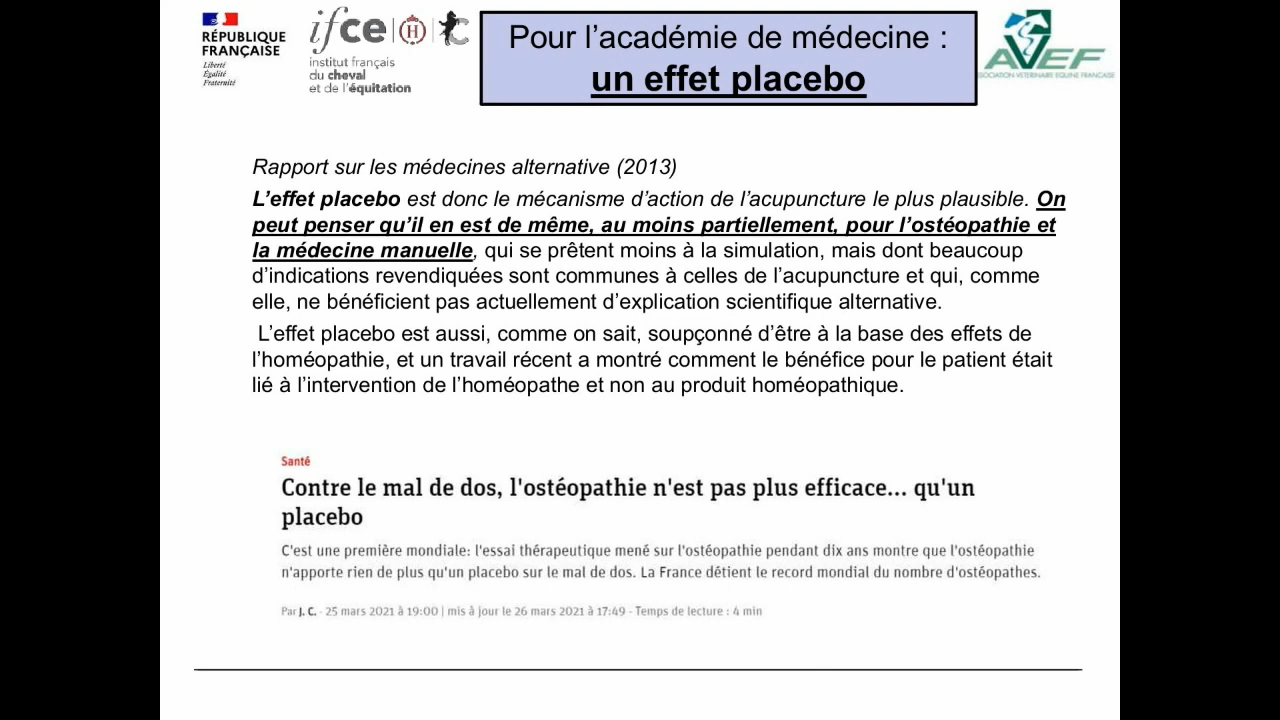 RÉPUBLIQUE
FRANÇAISE
Liberté
Égalité
Fraternité
ifce
institut français
du cheval
et de l'équitation
Pour l'académie de médecine :
un effet placebo
AVEF
ASSOCIATION VETERINAIRE EQUINE FRANÇAISE
Rapport sur les médecines alternative (2013)
L'effet placebo est donc le mécanisme d'action de l'acupuncture le plus plausible. On
peut penser qu'il en est de même, au moins partiellement, pour l'ostéopathie et
la médecine manuelle, qui se prêtent moins à la simulation, mais dont beaucoup
d'indications revendiquées sont communes à celles de l'acupuncture et qui, comme
elle, ne bénéficient pas actuellement d'explication scientifique alternative.
L'effet placebo est aussi, comme on sait, soupçonné d'être à la base des effets de
l'homéopathie, et un travail récent a montré comment le bénéfice pour le patient était
lié à l'intervention de l'homéopathe et non au produit homéopathique.
Santé
Contre le mal de dos, l'ostéopathie n'est pas plus efficace... qu'un
placebo
C'est une première mondiale: l'essai thérapeutique mené sur l'ostéopathie pendant dix ans montre que l'ostéopathie
n'apporte rien de plus qu'un placebo sur le mal de dos. La France détient le record mondial du nombre d'ostéopathes.
Par J. C. - 25 mars 2021 à 19:00 | mis à jour le 26 mars 2021 à 17:49 - Temps de lecture : 4 min